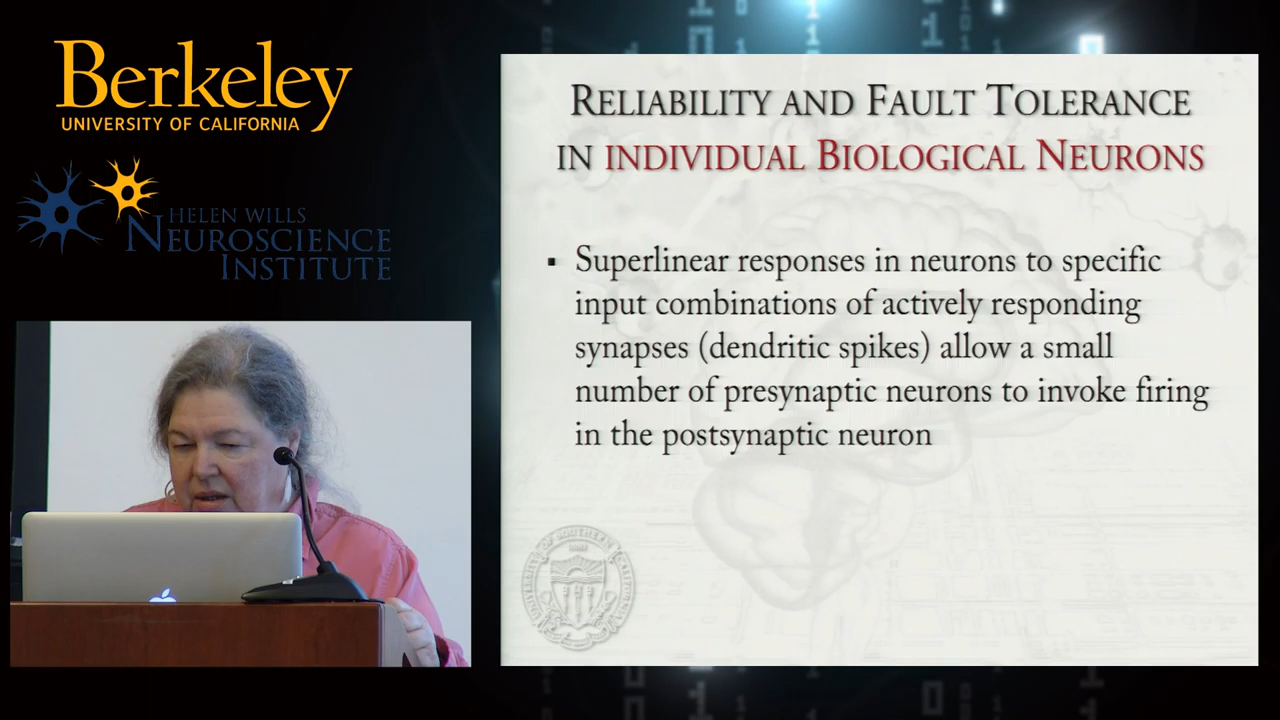 Berkeley
UNIVERSITY OF CALIFORNIA
HELEN WILLS
NEUROSCIENCE
INSTITUTE
RELIABILITY AND FAULT TOLERANCE
IN INDIVIDUAL BIOLOGICAL NEURONS
▪ Superlinear responses in neurons to specific
input combinations of actively responding
synapses (dendritic spikes) allow a small
number of presynaptic neurons to invoke firing
in the postsynaptic neuron